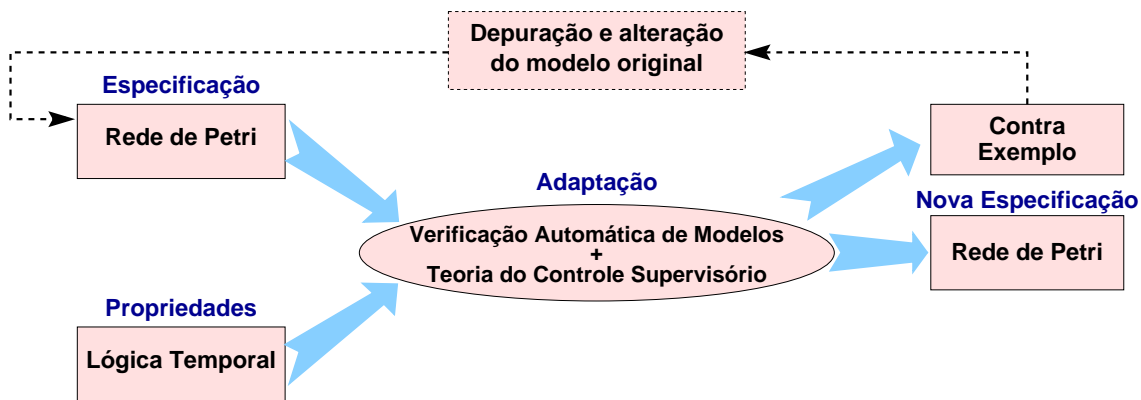 Depuração e alteração
do modelo original
Especificação
Rede de Petri
Contra
Exemplo
Adaptação
Nova Especificação
Verificação Automática de Modelos
+
Teoria do Controle Supervisório
Rede de Petri
Propriedades
Lógica Temporal